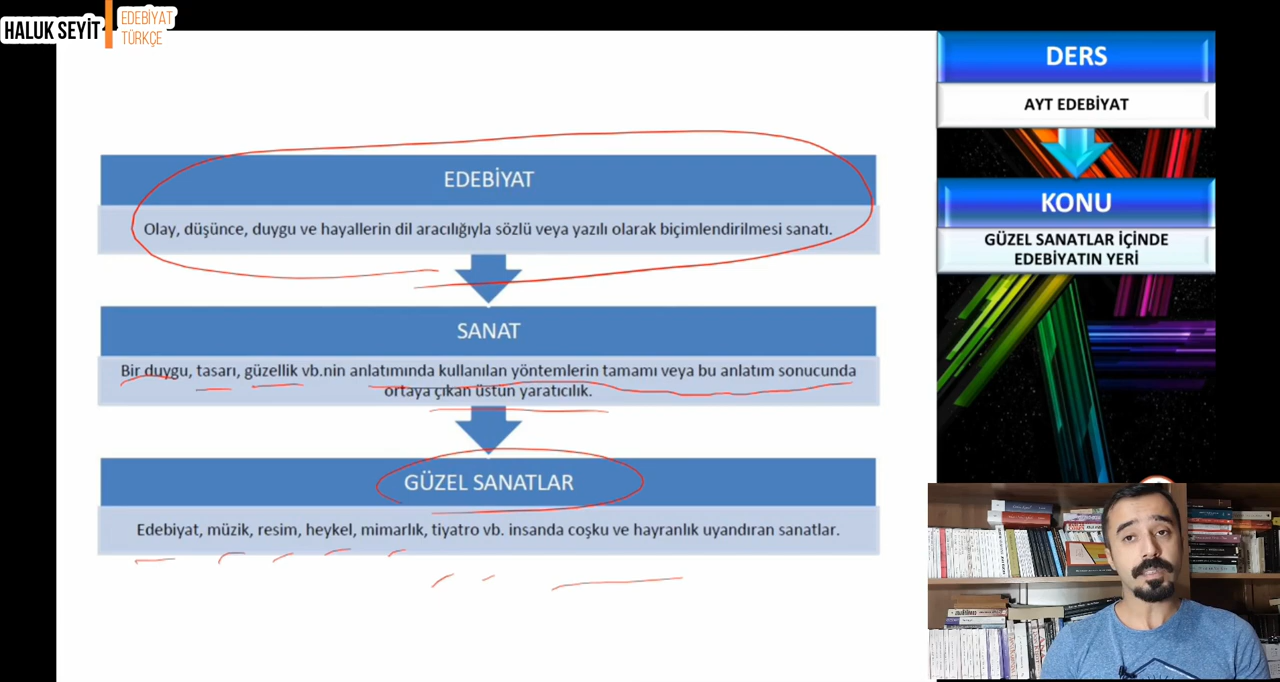 HALUK SEYİT
EDEBİYAT
TÜRKÇE
EDEBİYAT
Olay, düşünce, duygu ve hayallerin dil aracılığıyla sözlü veya yazılı olarak biçimlendirilmesi sanatı.
SANAT
Bir duygu, tasarı, güzellik vb.nin anlatımında kullanılan yöntemlerin tamamı veya bu anlatım sonucunda
ortaya çıkan üstün yaratıcılık.
GÜZEL SANATLAR
Edebiyat, müzik, resim, heykel, mimarlık, tiyatro vb. insanda coşku ve hayranlık uyandıran sanatlar.
DERS
AYT EDEBİYAT
KONU
GÜZEL SANATLAR İÇİNDE
EDEBİYATIN YERİ